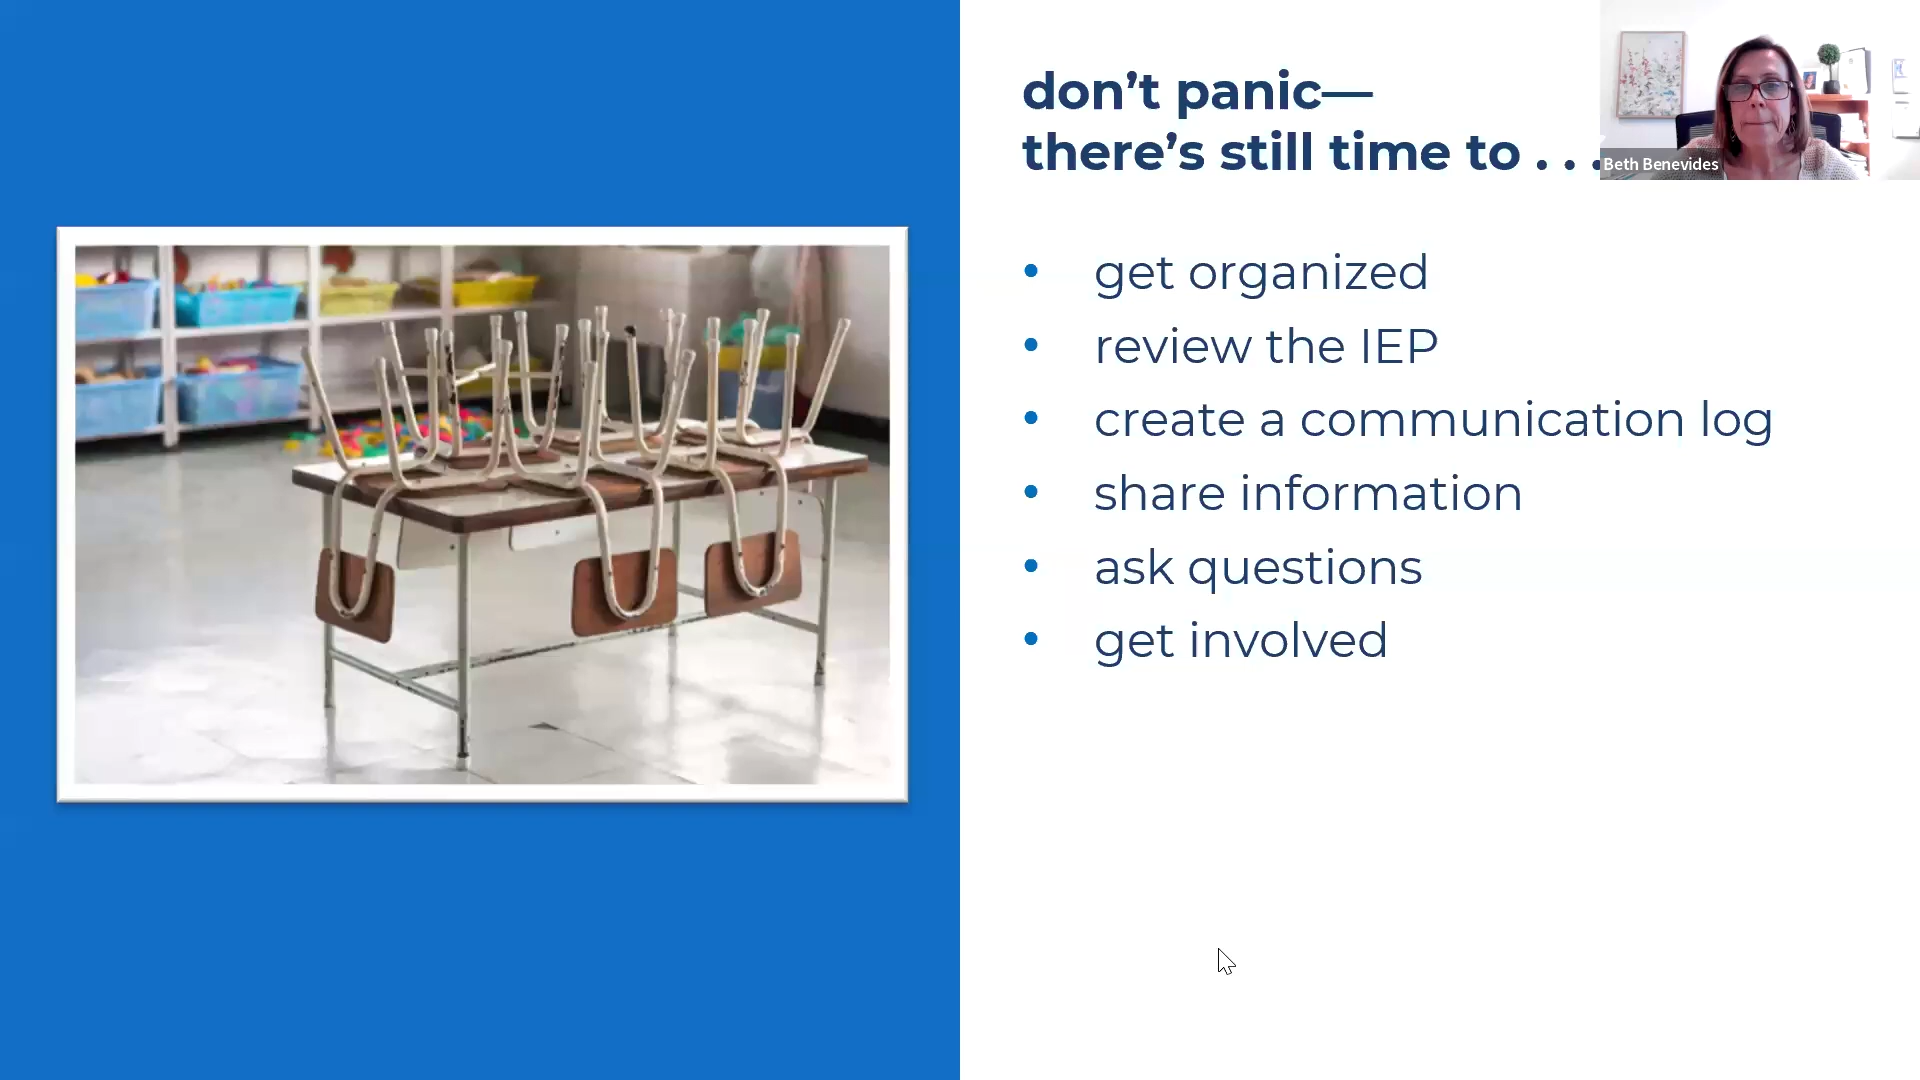 don’t panic—
there’s still time to . . .
Beth Benevides
• get organized
• review the IEP
• create a communication log
• share information
• ask questions
• get involved